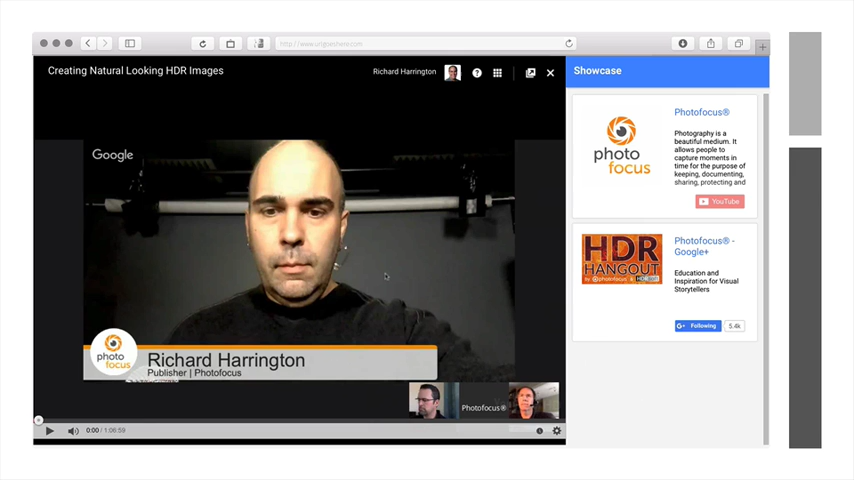 Creating Natural Looking HDR Images
Richard Harrington
Showcase
Google
photo
focus
Richard Harrington
Publisher | Photofocus
Photofocus®
0:00 / 1:06:59
photo
focus
Photofocus®
Photography is a
beautiful medium. It
allows people to
capture moments in
time for the purpose of
keeping, documenting,
sharing, protecting and
YouTube
HDR
HANGOUT
by photofocus &
Photofocus® -
Google+
Education and
Inspiration for Visual
Storytellers
G+ Following
5.4k